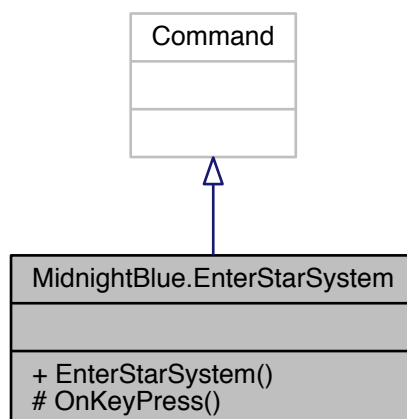 Command
MidnightBlue.EnterStarSystem
+ EnterStarSystem()
# OnKeyPress()